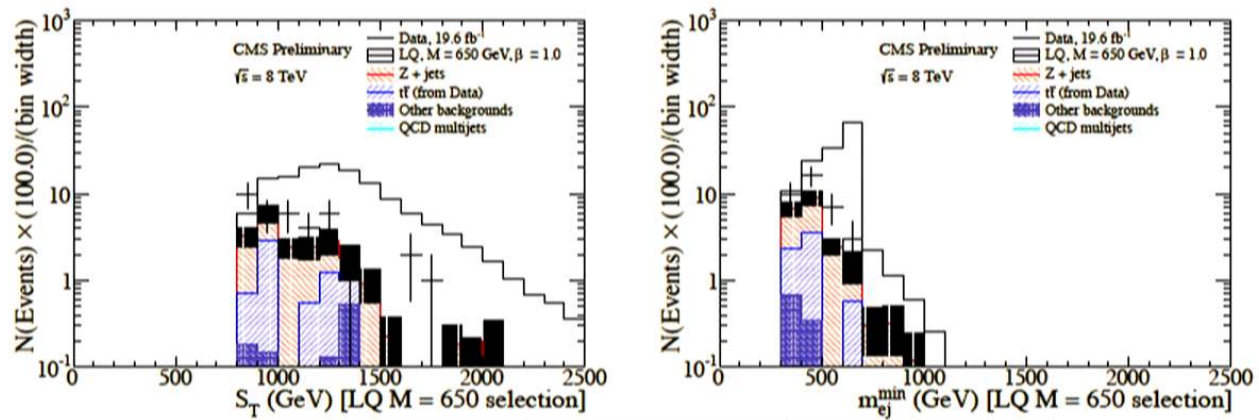 N(Events) × (100.0)/(bin width)
10³
10²
10
1
10⁻¹
CMS Preliminary
√s = 8 TeV
Data, 19.6 fb⁻¹
LQ, M = 650 GeV, β = 1.0
Z + jets
tt̄ (from Data)
Other backgrounds
QCD multijets
0 500 1000 1500 2000 2500
S_T (GeV) [LQ M = 650 selection]
N(Events) × (100.0)/(bin width)
10³
10²
10
1
10⁻¹
CMS Preliminary
√s = 8 TeV
Data, 19.6 fb⁻¹
LQ, M = 650 GeV, β = 1.0
Z + jets
tt̄ (from Data)
Other backgrounds
QCD multijets
0 500 1000 1500 2000 2500
m_ej^min (GeV) [LQ M = 650 selection]